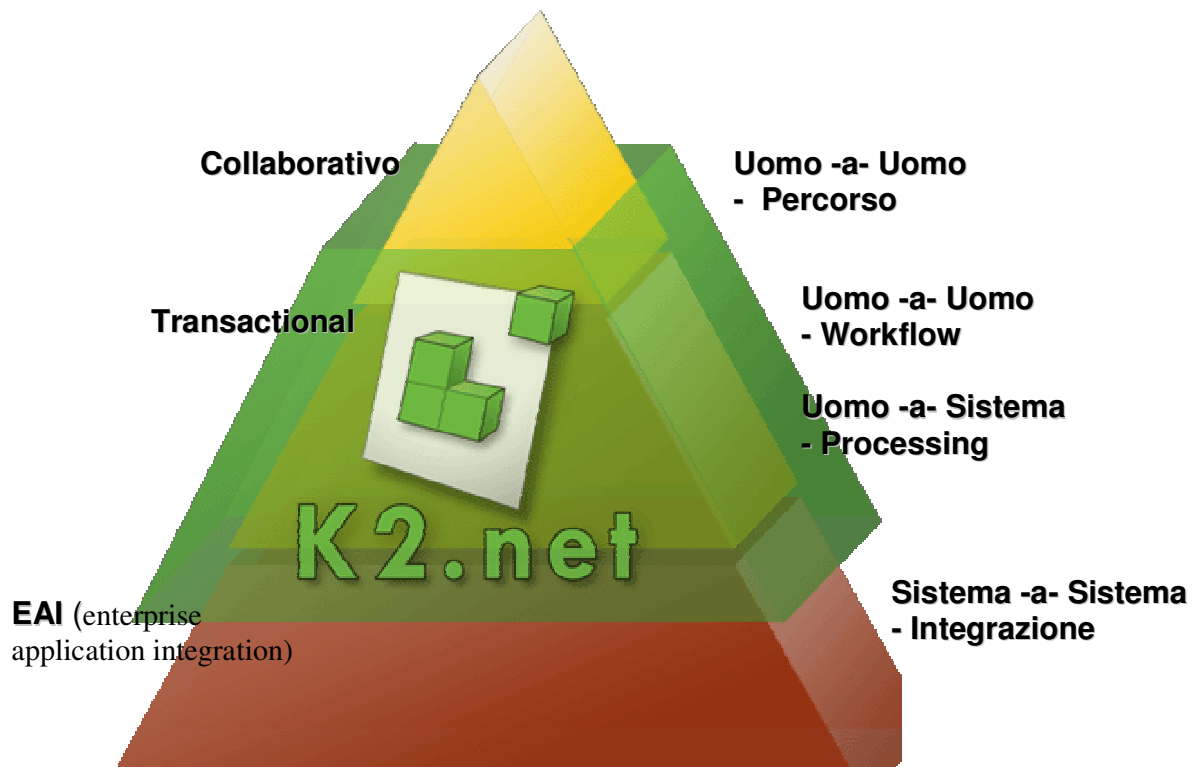 Collaborativo
Uomo -a- Uomo
- Percorso
Transactional
Uomo -a- Uomo
- Workflow
Uomo -a- Sistema
- Processing
K2.net
EAI (enterprise
application integration)
Sistema -a- Sistema
- Integrazione